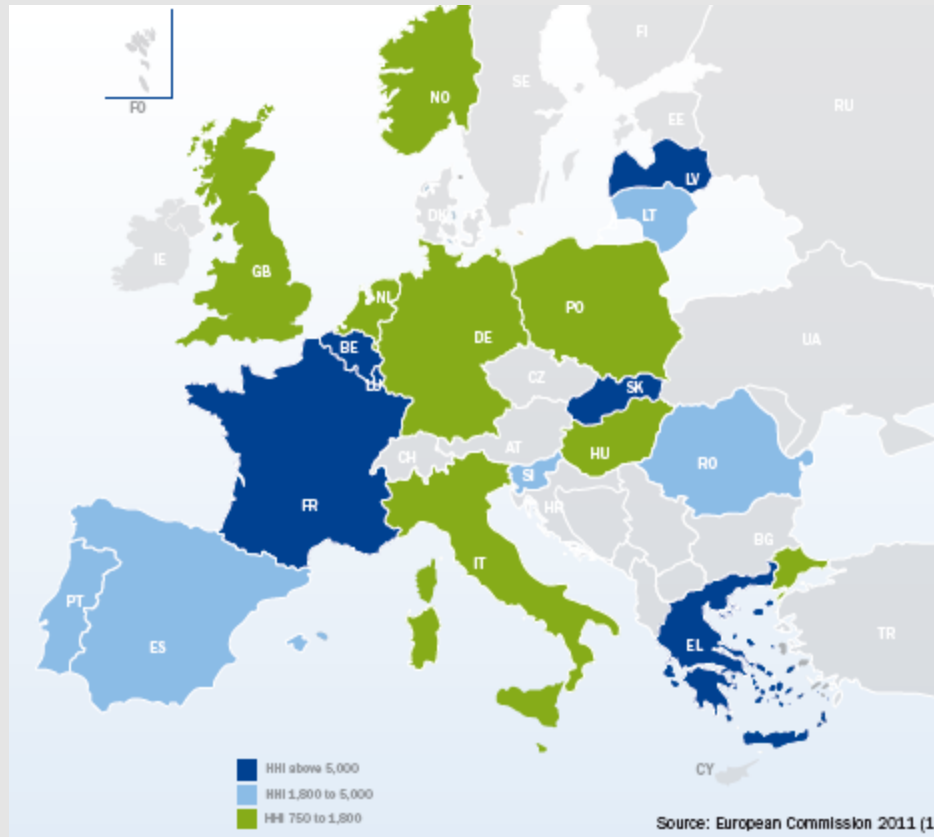 FI
SE
NO
RU
FO
EE
LV
DK
LT
IE
GB
NL
PO
DE
BE
UA
LU
CZ
SK
AT
CH
HU
RO
SI
HR
FR
BG
IT
PT
ES
EL
TR
CY
HHI above 5,000
HHI 1,800 to 5,000
HHI 750 to 1,800
Source: European Commission 2011 (1